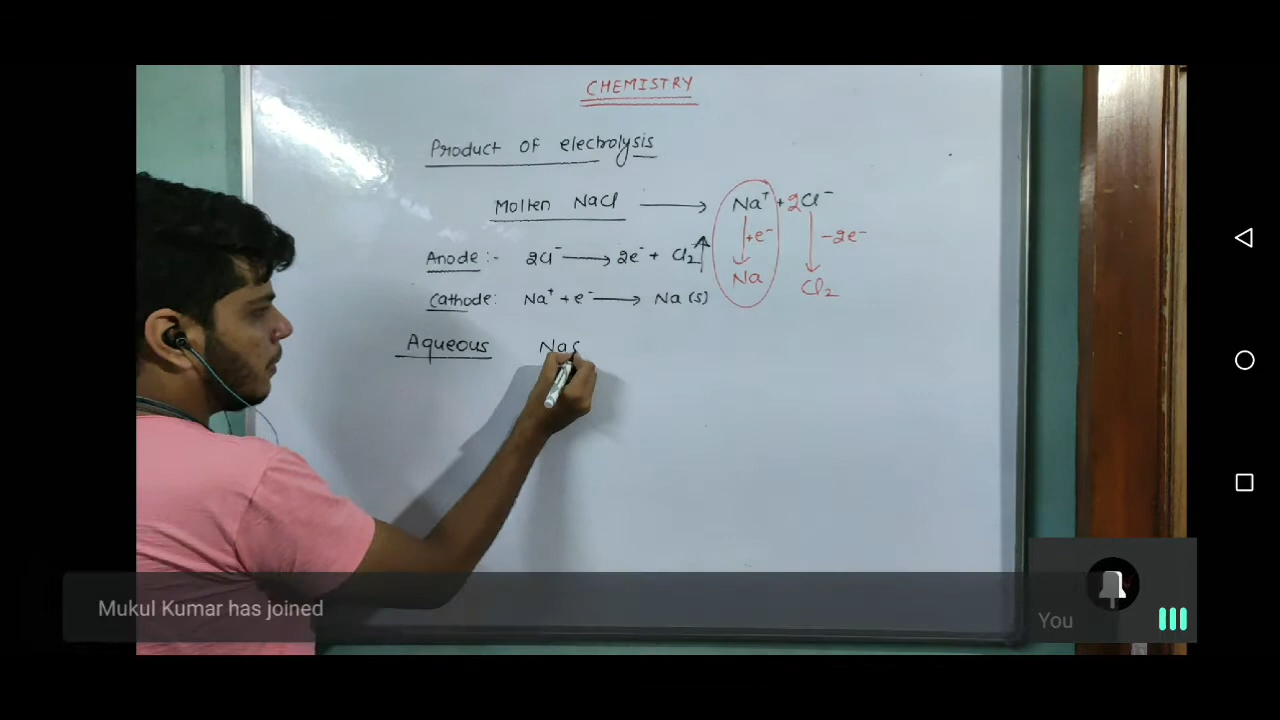 CHEMISTRY
Product OF electrolysis
Molten NaCl ⟶ Na⁺ + 2Cl⁻
+e⁻ -2e⁻
Anode :- 2Cl⁻ ⟶ 2e⁻ + Cl₂ ↑
Na Cl₂
Cathode: Na⁺ + e⁻ ⟶ Na (s)
Aqueous Na
Mukul Kumar has joined
You